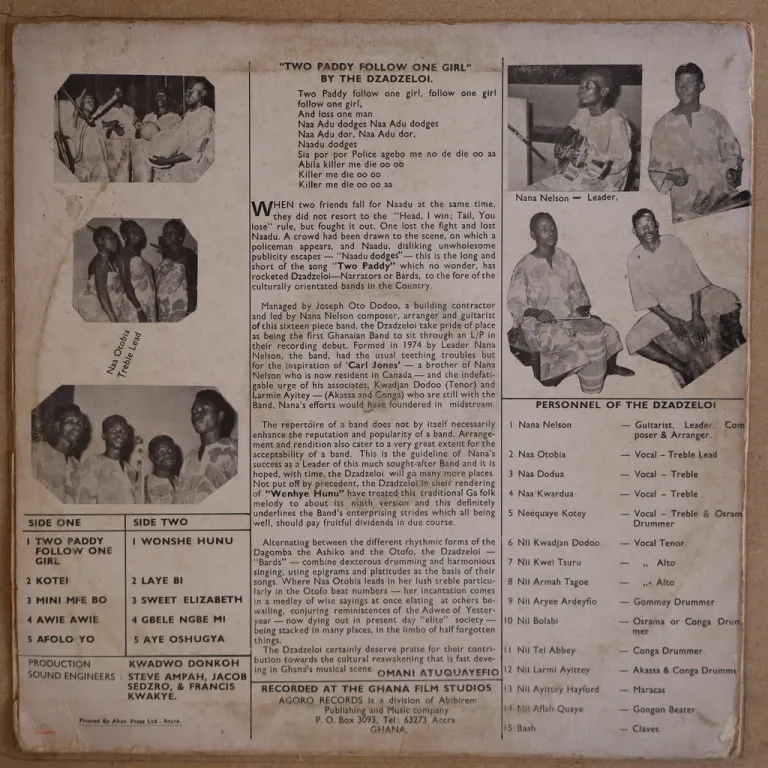 Naa Otobia
Treble Lead
SIDE ONE
1 TWO PADDY
FOLLOW ONE
GIRL
2 KOTEI
3 MINI MFE BO
4 AWIE AWIE
5 AFOLO YO
SIDE TWO
1 WONSHE HUNU
2 LAYE BI
3 SWEET ELIZABETH
4 GBELE NGBE MI
5 AYE OSHUGYA
PRODUCTION KWADWO DONKOH
SOUND ENGINEERS : STEVE AMPAH, JACOB
SEDZRO, & FRANCIS
KWAKYE.
Printed By Akan Press Ltd Accra.
"TWO PADDY FOLLOW ONE GIRL"
BY THE DZADZELOI.
Two Paddy follow one girl, follow one girl
follow one girl,
And loss one man
Naa Adu dodges Naa Adu dodges
Naa Adu dor, Naa Adu dor,
Naadu dodges
Sia por por Police agebo me no de die oo aa
Abila killer me die oo oo aa
Killer me die oo oo
Killer me die oo oo aa
WHEN two friends fall for Naadu at the same time,
they did not resort to the "Head, I win; Tail, You
lose" rule, but fought it out. One lost the fight and lost
Naadu. A crowd had been drawn to the scene, on which a
policeman appears, and Naadu, disliking unwholesome
publicity escapes — "Naadu dodges"— this is the long and
short of the song "Two Paddy" which no wonder, has
rocketed Dzadzeloi—Narrators or Bards, to the fore of the
culturally orientated bands in the Country.
Managed by Joseph Oto Dodoo, a building contractor
and led by Nana Nelson composer, arranger and guitarist
of this sixteen piece band, the Dzadzeloi take pride of place
as being the first Ghanaian Band to sit through an L/P in
their recording debut. Formed in 1974 by Leader Nana
Nelson, the band, had the usual teething troubles but
for the inspiration of 'Carl Jones' — a brother of Nana
Nelson who is now resident in Canada — and the indefati-
gable urge of his associates, Kwadjan Dodoo (Tenor) and
Larmie Ayitey — (Akassa and Conga) who are still with the
Band, Nana's efforts would have foundered in midstream.
The repertoire of a band does not by itself necessarily
enhance the reputation and popularity of a band. Arrange-
ment and rendition also cater to a very great extent for the
acceptability of a band. This is the guideline of Nana's
success as a Leader of this much sought-after Band and it is
hoped, with time, the Dzadzeloi will go many more places.
Not put off by precedent, the Dzadzeloi in their rendering
of "Wonhye Hunu" have treated this traditional Ga folk
melody to about its ninth version and this definitely
underlines the Band's enterprising strides which all being
well, should pay fruitful dividends in due course.
Alternating between the different rhythmic forms of the
Dagomba the Ashiko and the Otofo, the Dzadzeloi —
"Bards" — combine dexterous drumming and harmonious
singing, using epigrams and platitudes as the basis of their
songs. Where Naa Otobia leads in her lush treble particu-
larly in the Otofo beat numbers — her incantation comes
in a medley of wise sayings at once elating at others be-
wailing, conjuring reminiscences of the Adwee of Yester-
year — now dying out in present day "elite" society —
being stacked in many places, in the limbo of half forgotten
things.
The Dzadzeloi certainly deserve praise for their contri-
bution towards the cultural reawakening that is fast deve-
ing in Ghana's musical scene. OMANI ATUQUAYEFIO
RECORDED AT THE GHANA FILM STUDIOS
AGORO RECORDS is a division of Abibirem
Publishing and Music company
P. O. Box 3093, Tel: 63273 Accra
GHANA.
Nana Nelson — Leader,
PERSONNEL OF THE DZADZELOI
1 Nana Nelson — Guitarist, Leader Com
poser & Arranger.
2 Naa Otobia — Vocal – Treble Lead
3 Naa Dodua — Vocal – Treble
4 Naa Kwardua — Vocal – Treble
5 Neequaye Kotey — Vocal – Treble & Osram
Drummer
6 Nii Kwadjan Dodoo — Vocal Tenor
7 Nii Kwei Tsuru — „ Alto
8 Nii Armah Tagoe — „ Alto
9 Nii Aryee Ardeyfio — Gommey Drummer
10 Nii Bolabi — Osrama or Conga Drum
mer
11 Nii Tei Abbey — Conga Drummer.
12 Nii Larmi Ayittey — Akassa & Conga Drumme
13 Nii Ayittey Hayford — Maracas
14 Nii Aflah Quaye — Gongon Beater
15 Baah — Claves.